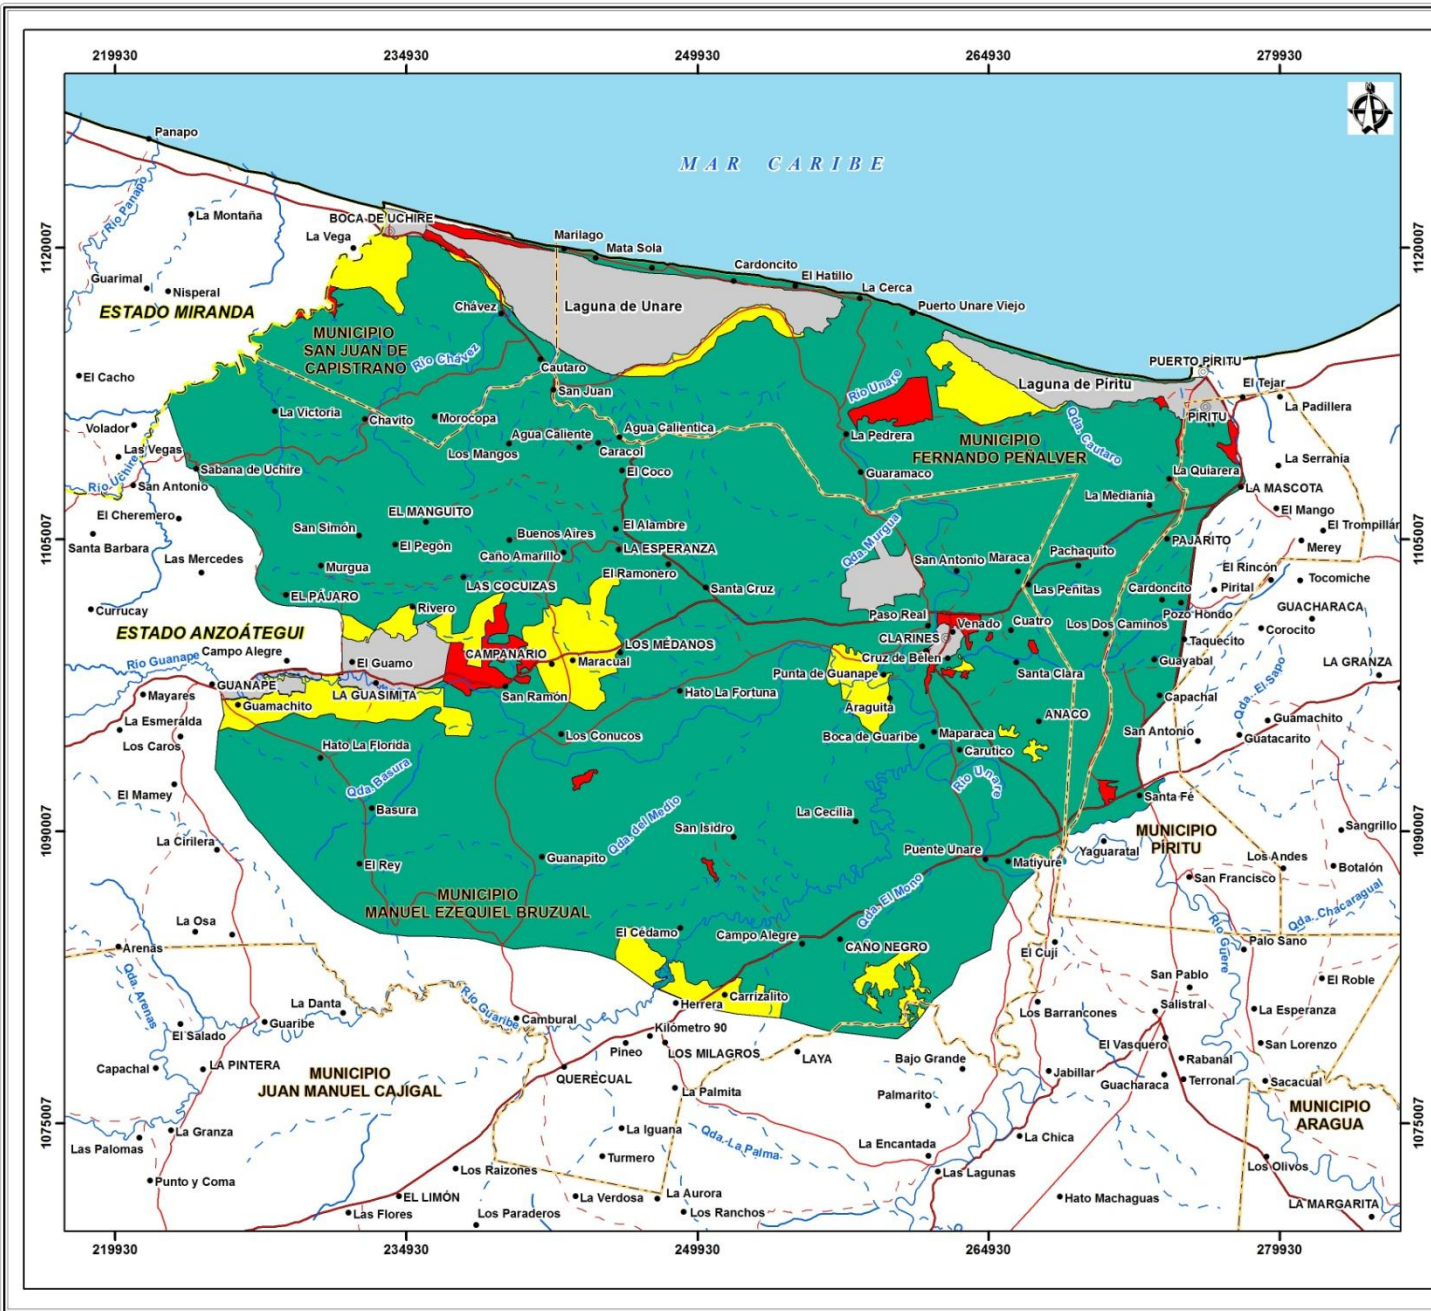 219930
234930
249930
264930
279930
Panapo
MAR CARIBE
Río Panapo
La Montaña
BOCA DE UCHIRE
La Vega
Marilago
Mata Sola
Cardoncito
El Hatillo
La Cerca
Puerto Unare Viejo
1120007
1120007
Guarimal
Nisperal
ESTADO MIRANDA
Chávez
Laguna de Unare
MUNICIPIO
SAN JUAN DE
CAPISTRANO
Río Chávez
Cautaro
San Juan
PUERTO PÍRITU
El Cacho
Laguna de Píritu
Río Unare
El Tejar
La Padillera
PIRITU
La Victoria
Chavito
Morocopa
Volador
Agua Caliente
Agua Calientica
Los Mangos
Caracol
La Pedrera
MUNICIPIO
FERNANDO PEÑALVER
Qda. Cautaro
Las Vegas
Río Uchire
Sabana de Uchire
San Antonio
El Coco
Guaramaco
La Quiarera
La Serranía
La Medianía
LA MASCOTA
El Cheremero
EL MANGUITO
San Simón
Buenos Aires
El Alambre
El Mango
El Trompillár
1105007
1105007
Santa Barbara
El Pegón
Caño Amarillo
LA ESPERANZA
Qda. Murgua
PAJARITO
Merey
Las Mercedes
Murgua
El Ramonero
San Antonio
Maraca
Pachaquito
El Rincón
LAS COCUIZAS
Santa Cruz
Las Peñitas
Pirital
Tocomiche
Currucay
EL PÁJARO
Rivero
Cardoncito
Pozo Hondo
GUACHARACA
Paso Real
Venado
Cuatro
Los Dos Caminos
ESTADO ANZOÁTEGUI
CLARINES
Taquecito
Corocito
Río Guanape
Campo Alegre
El Guamo
CAMPANARIO
LOS MÉDANOS
Maracual
Cruz de Belén
Santa Clara
Guayabal
LA GRANZA
Punta de Guanape
Qda. El Sapo
Mayares
GUANAPE
LA GUASIMITA
San Ramón
Hato La Fortuna
Guamachito
Araguita
Capachal
La Esmeralda
Los Caros
Los Conucos
Boca de Guaribe
Maparaca
ANACO
San Antonio
Guamachito
Guatacarito
Carutico
Hato La Florida
Qda. Basura
Río Unare
El Mamey
Basura
Qda. del Medio
La Cecilia
Santa Fé
1090007
1090007
San Isidro
MUNICIPIO
PÍRITU
Sangrillo
La Cirilera
El Rey
Guanapito
Puente Unare
Matiyure
Yaguaratal
Los Andes
Botalón
San Francisco
MUNICIPIO
MANUEL EZEQUIEL BRUZUAL
Qda. El Mono
Qda. Chacaragual
La Osa
Arenas
El Cédamo
Campo Alegre
CAÑO NEGRO
El Cují
Río Güere
Palo Sano
Qda. Arenas
San Pablo
El Roble
La Danta
Río Guaribe
Herrera
Carrizalito
Los Barrancones
Salistral
La Esperanza
Guaribe
El Salado
Cambural
Kilómetro 90
Pineo
LOS MILAGROS
LAYA
Bajo Grande
El Vasquero
San Lorenzo
Rabanal
Capachal
LA PINTERA
MUNICIPIO
JUAN MANUEL CAJÍGAL
QUERECUAL
La Palmita
Jabillar
Guacharaca
Terronal
Sacacual
Palmarito
MUNICIPIO
ARAGUA
1075007
1075007
La Granza
Las Palomas
La Iguana
Qda. La Palma
La Encantada
La Chica
Punto y Coma
Turmero
Los Raizones
Las Lagunas
Los Olivos
EL LIMÓN
La Verdosa
La Aurora
Hato Machaguas
LA MARGARITA
Las Flores
Los Paraderos
Los Ranchos
219930
234930
249930
264930
279930